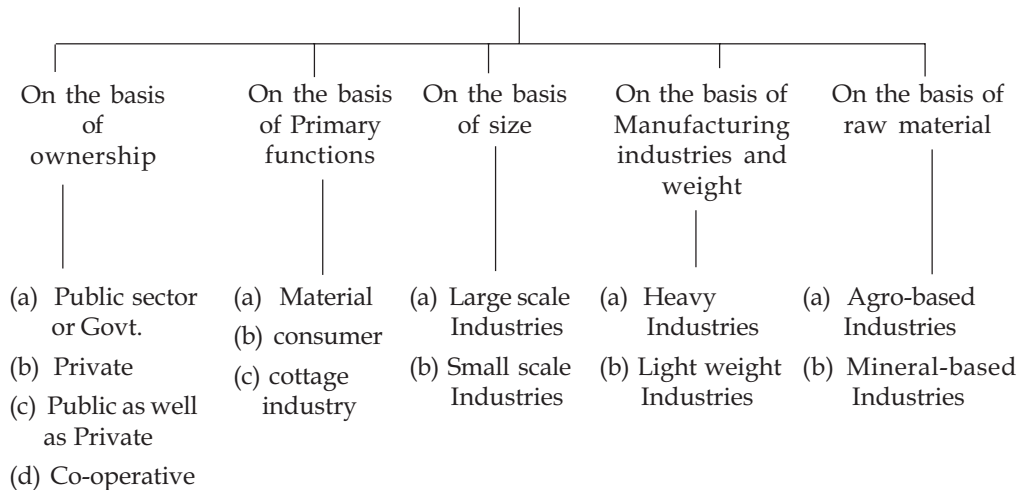 On the basis
of
ownership
On the basis
of Primary
functions
On the basis
of size
On the basis of
Manufacturing
industries and
weight
On the basis of
raw material
(a) Public sector
or Govt.
(b) Private
(c) Public as well
as Private
(d) Co-operative
(a) Material
(b) consumer
(c) cottage
industry
(a) Large scale
Industries
(b) Small scale
Industries
(a) Heavy
Industries
(b) Light weight
Industries
(a) Agro-based
Industries
(b) Mineral-based
Industries